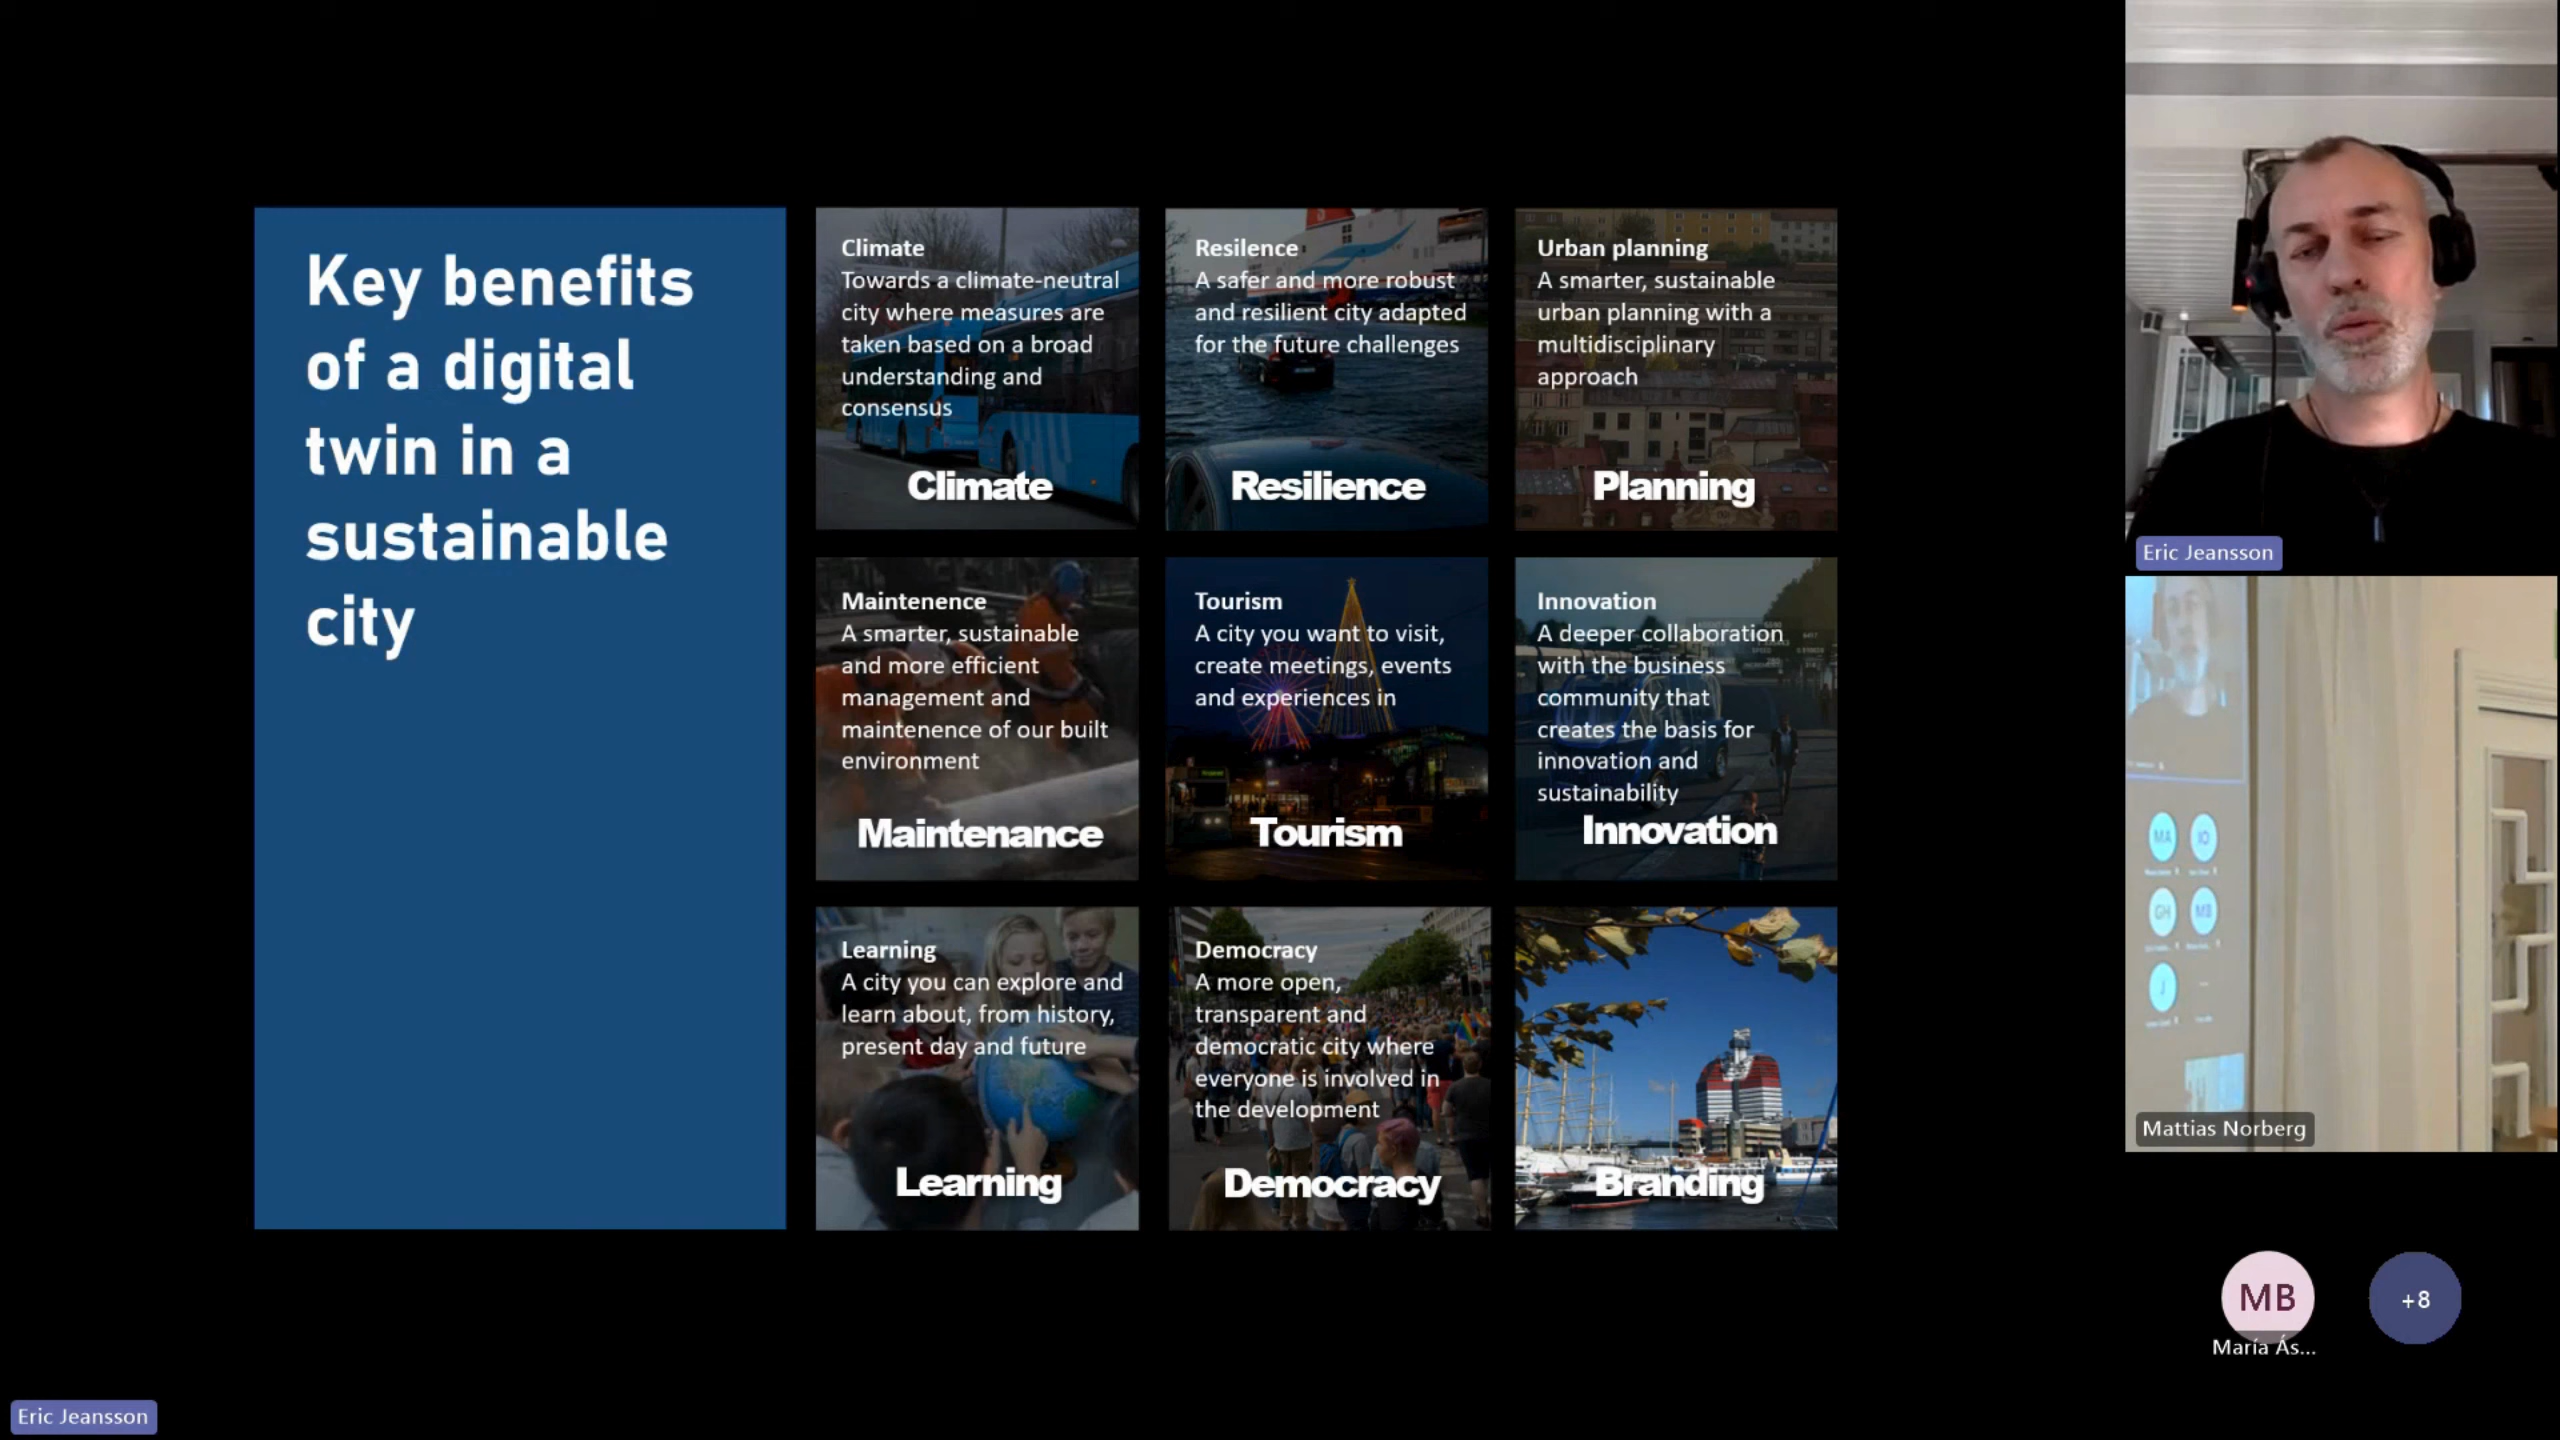 Key benefits
of a digital
twin in a
sustainable
city
Climate
Towards a climate-neutral
city where measures are
taken based on a broad
understanding and
consensus
Climate
Resilence
A safer and more robust
and resilient city adapted
for the future challenges
Resilience
Urban planning
A smarter, sustainable
urban planning with a
multidisciplinary
approach
Planning
Maintenence
A smarter, sustainable
and more efficient
management and
maintenence of our built
environment
Maintenance
Tourism
A city you want to visit,
create meetings, events
and experiences in
Tourism
Innovation
A deeper collaboration
with the business
community that
creates the basis for
innovation and
sustainability
Innovation
Learning
A city you can explore and
learn about, from history,
present day and future
Learning
Democracy
A more open,
transparent and
democratic city where
everyone is involved in
the development
Democracy
Branding
Eric Jeansson
MA
IO
GH
MB
J
Mattias Norberg
MB
+8
María Ás...
Eric Jeansson